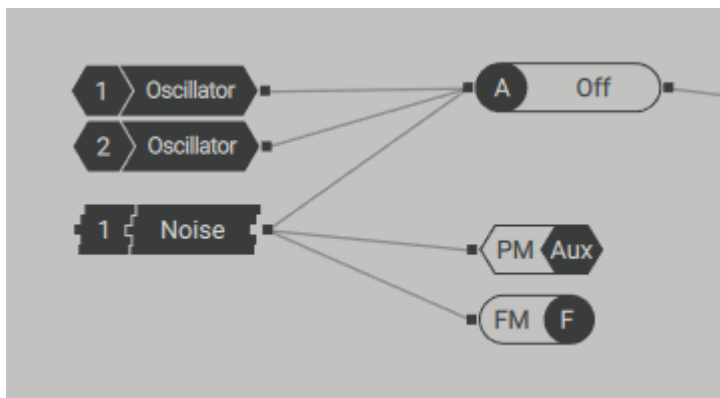 1 Oscillator
A Off
2 Oscillator
1 Noise
PM Aux
FM F